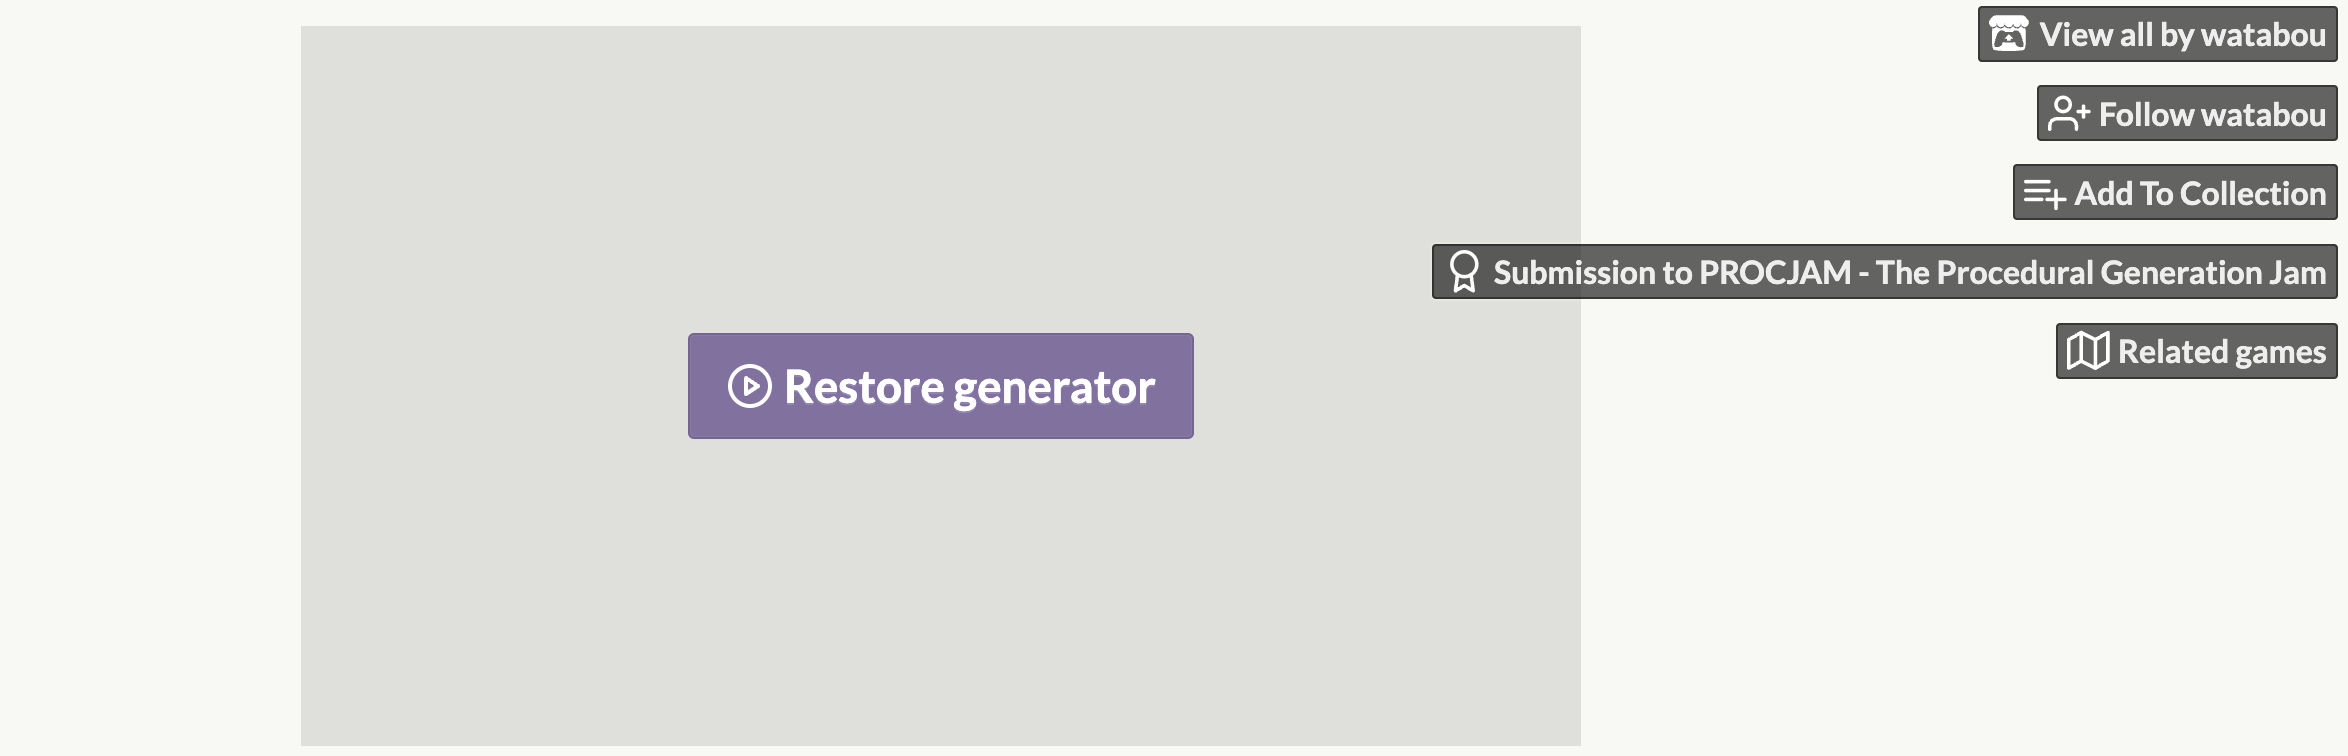 View all by watabou
Follow watabou
Add To Collection
Submission to PROCJAM - The Procedural Generation Jam
Related games
Restore generator